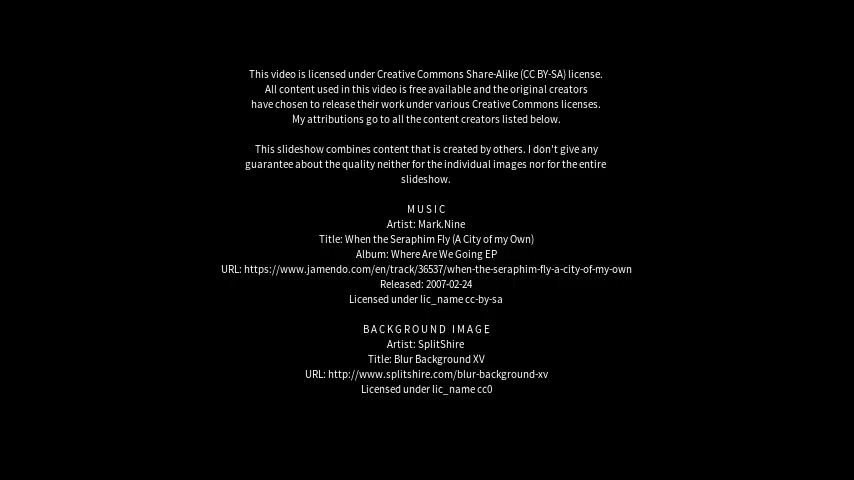 This video is licensed under Creative Commons Share-Alike (CC BY-SA) license.
All content used in this video is free available and the original creators
have chosen to release their work under various Creative Commons licenses.
My attributions go to all the content creators listed below.
This slideshow combines content that is created by others. I don't give any
guarantee about the quality neither for the individual images nor for the entire
slideshow.
MUSIC
Artist: Mark.Nine
Title: When the Seraphim Fly (A City of my Own)
Album: Where Are We Going EP
URL: https://www.jamendo.com/en/track/36537/when-the-seraphim-fly-a-city-of-my-own
Released: 2007-02-24
Licensed under lic_name cc-by-sa
BACKGROUND IMAGE
Artist: SplitShire
Title: Blur Background XV
URL: http://www.splitshire.com/blur-background-xv
Licensed under lic_name cc0